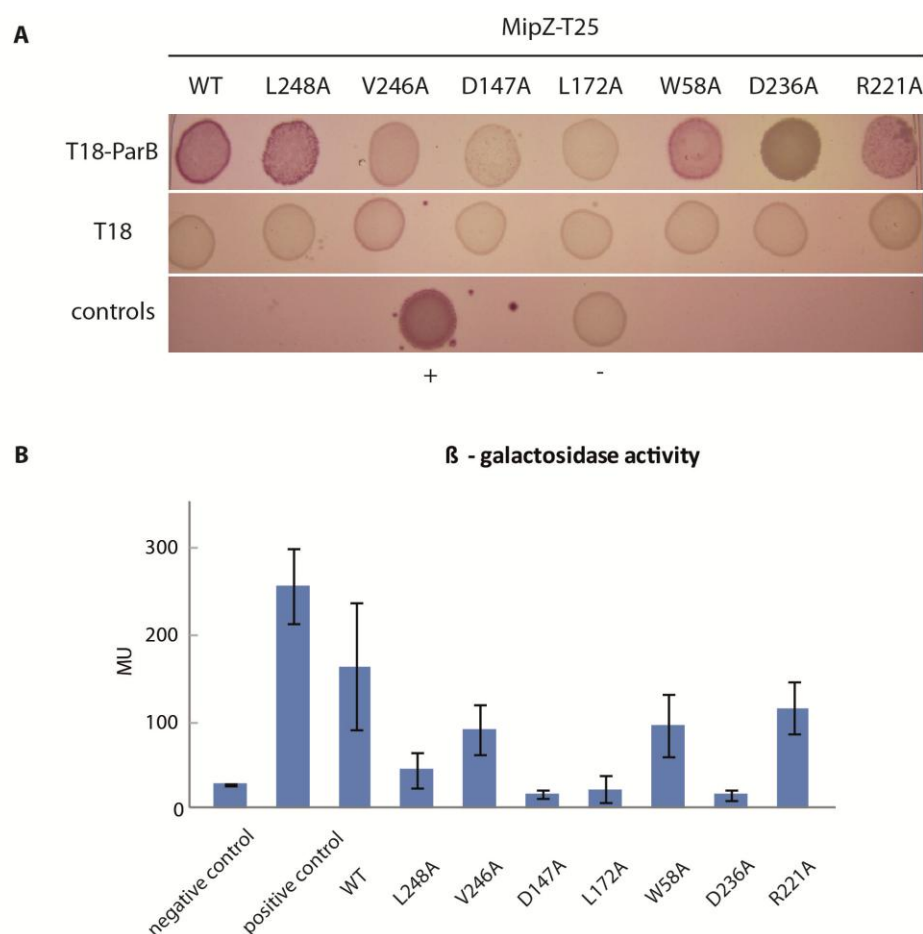 A
MipZ-T25
WT L248A V246A D147A L172A W58A D236A R221A
T18-ParB
T18
controls
+ -
B
ß - galactosidase activity
MU
300
200
100
0
negative control
positive control
WT
L248A
V246A
D147A
L172A
W58A
D236A
R221A